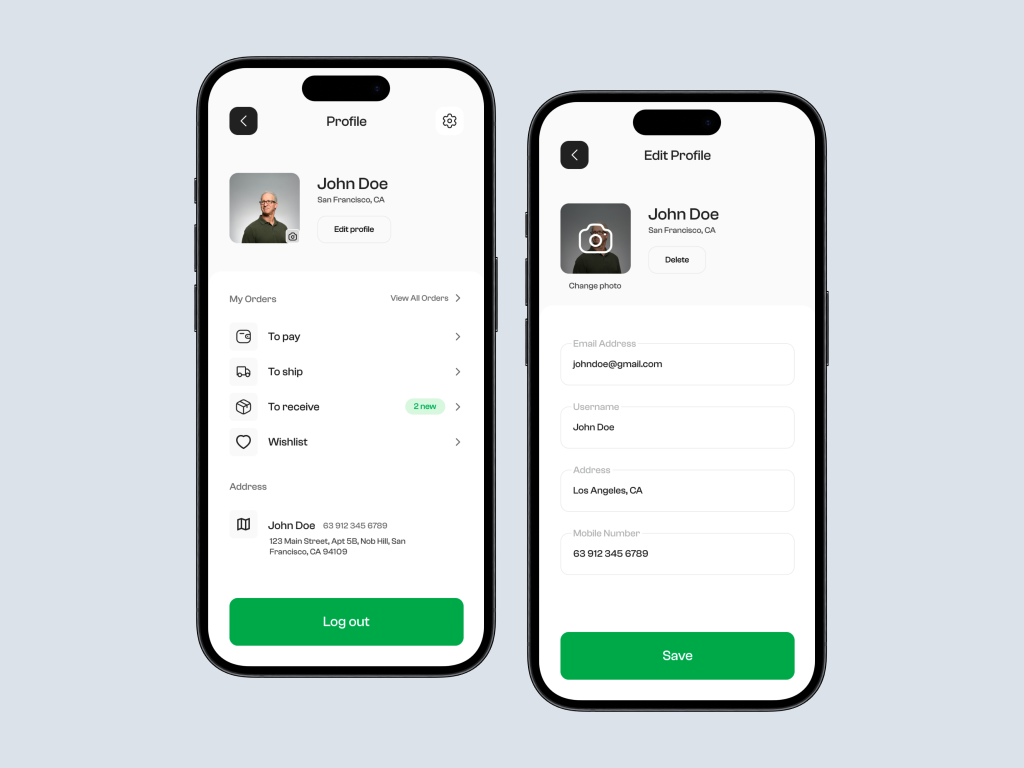 Profile
John Doe
San Francisco, CA
Edit profile
My Orders
View All Orders
To pay
To ship
To receive
2 new
Wishlist
Address
John Doe 63 912 345 6789
123 Main Street, Apt 5B, Nob Hill, San
Francisco, CA 94109
Log out
Edit Profile
John Doe
San Francisco, CA
Delete
Change photo
Email Address
johndoe@gmail.com
Username
John Doe
Address
Los Angeles, CA
Mobile Number
63 912 345 6789
Save